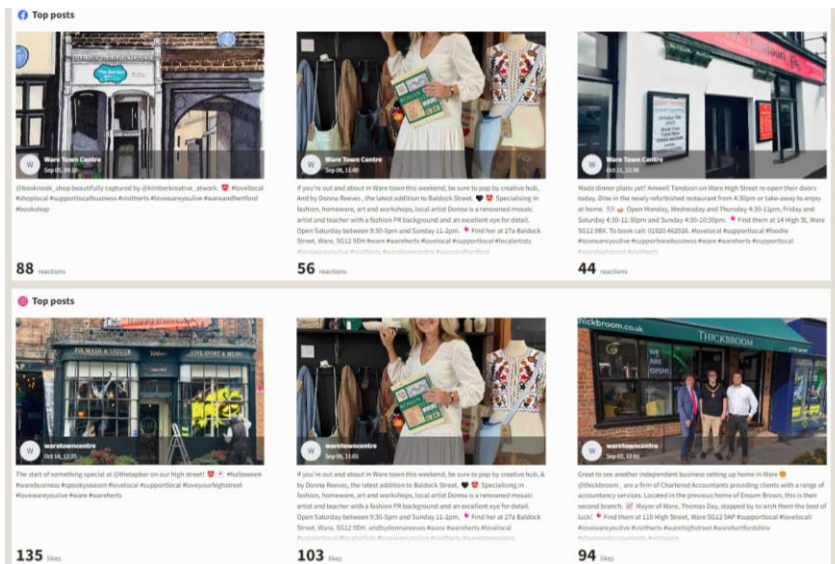 Top posts
W
Ware Town Centre
Sep 05, 09:10
@booknook_shop beautifully captured by @kimberkreative_atwork. 😍 #lovelocal
#shoplocal #supportlocalbusiness #visitherts #lovewareyoulive #wareandhertford
#bookshop
88 reactions
W
Ware Town Centre
Sep 08, 11:00
If you're out and about in Ware town this weekend, be sure to pop by creative hub,
And by Donna Reeves, the latest addition to Baldock Street. 🖤 😍 Specialising in
fashion, homeware, art and workshops, local artist Donna is a renowned mosaic
artist and teacher with a fashion PR background and an excellent eye for detail.
Open Saturday between 9:30-5pm and Sunday 11-2pm. 📍 Find her at 27a Baldock
Street, Ware, SG12 9DH #ware #wareherts #lovelocal #supportlocal #localartists
#lovewareyoulive #visitherts #waretowncentre #wareandhertford
56 reactions
W
Ware Town Centre
Oct 11, 12:30
Made dinner plans yet? Amwell Tandoori on Ware High Street re-open their doors
today. Dine in the newly refurbished restaurant from 4:30pm or take-away to enjoy
at home. Open Monday, Wednesday and Thursday 4:30-11pm, Friday and
Saturday 4:30-11:30pm and Sunday 4:30-10:30pm. 📍 Find them at 14 High St, Ware
SG12 9BX. To book call: 01920 462026. #lovelocal #supportlocal #foodie
#lovewareyoulive #supportnewbusiness #ware #wareherts #supportlocal
#warehighstreet #visitherts
44 reactions
Top posts
W
waretowncentre
Oct 18, 12:25
The start of something special at @thetapbar on our high street! 😍 #halloween
#warebusiness #spookyseason #lovelocal #supportlocal #loveyourhighstreet
#lovewareyoulive #ware #wareherts
135 likes
W
waretowncentre
Sep 08, 11:01
If you're out and about in Ware town this weekend, be sure to pop by creative hub, &
by Donna Reeves, the latest addition to Baldock Street. 🖤 😍 Specialising in
fashion, homeware, art and workshops, local artist Donna is a renowned mosaic
artist and teacher with a fashion PR background and an excellent eye for detail.
Open Saturday between 9:30-5pm and Sunday 11-2pm. 📍 Find her at 27a Baldock
Street, Ware, SG12 9DH. andbydonnareeves #ware #wareherts #lovelocal
103 likes
thickbroom.co.uk
THICKBROOM
WE
ARE
OPEN
W
waretowncentre
Great to see another independent business setting up home in Ware
@thickbroom_, are a firm of Chartered Accountants providing clients with a range of
accountancy services. Located in the previous home of Ensum Brown, this is their
second branch. Mayor of Ware, Thomas Day, stopped by to wish them the best of
luck! 📍 Find them at 110 High Street, Ware SG12 9AP #supportlocal #lovelocall
#lovewareyoulive #visitherts #warehighstreet #warehertfordshire
94 likes